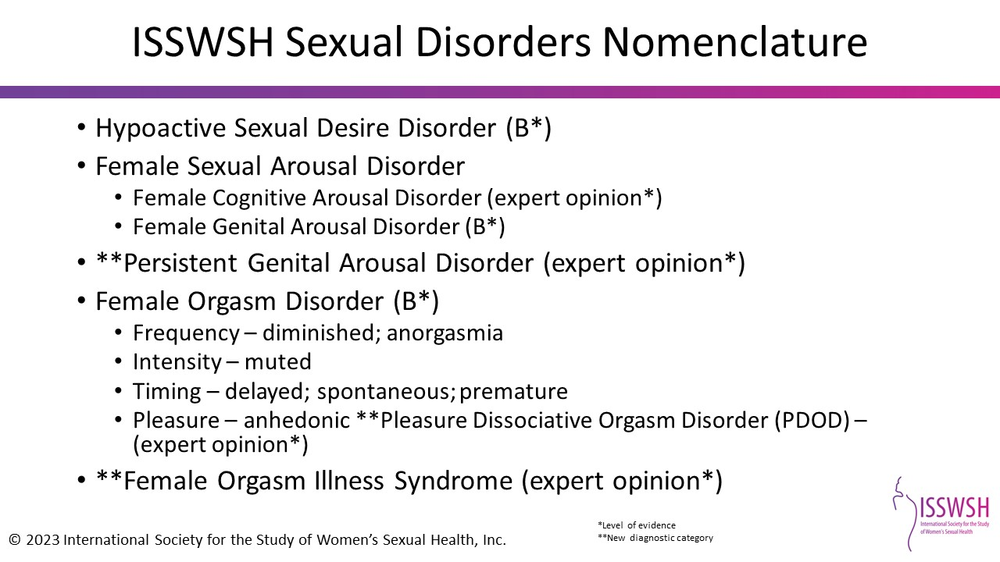 ISSWSH Sexual Disorders Nomenclature
• Hypoactive Sexual Desire Disorder (B*)
• Female Sexual Arousal Disorder
• Female Cognitive Arousal Disorder (expert opinion*)
• Female Genital Arousal Disorder (B*)
• **Persistent Genital Arousal Disorder (expert opinion*)
• Female Orgasm Disorder (B*)
• Frequency – diminished; anorgasmia
• Intensity – muted
• Timing – delayed; spontaneous; premature
• Pleasure – anhedonic **Pleasure Dissociative Orgasm Disorder (PDOD) –
(expert opinion*)
• **Female Orgasm Illness Syndrome (expert opinion*)
*Level of evidence
**New diagnostic category
© 2023 International Society for the Study of Women's Sexual Health, Inc.
ISSWSH
International Society for the Study
of Women's Sexual Health